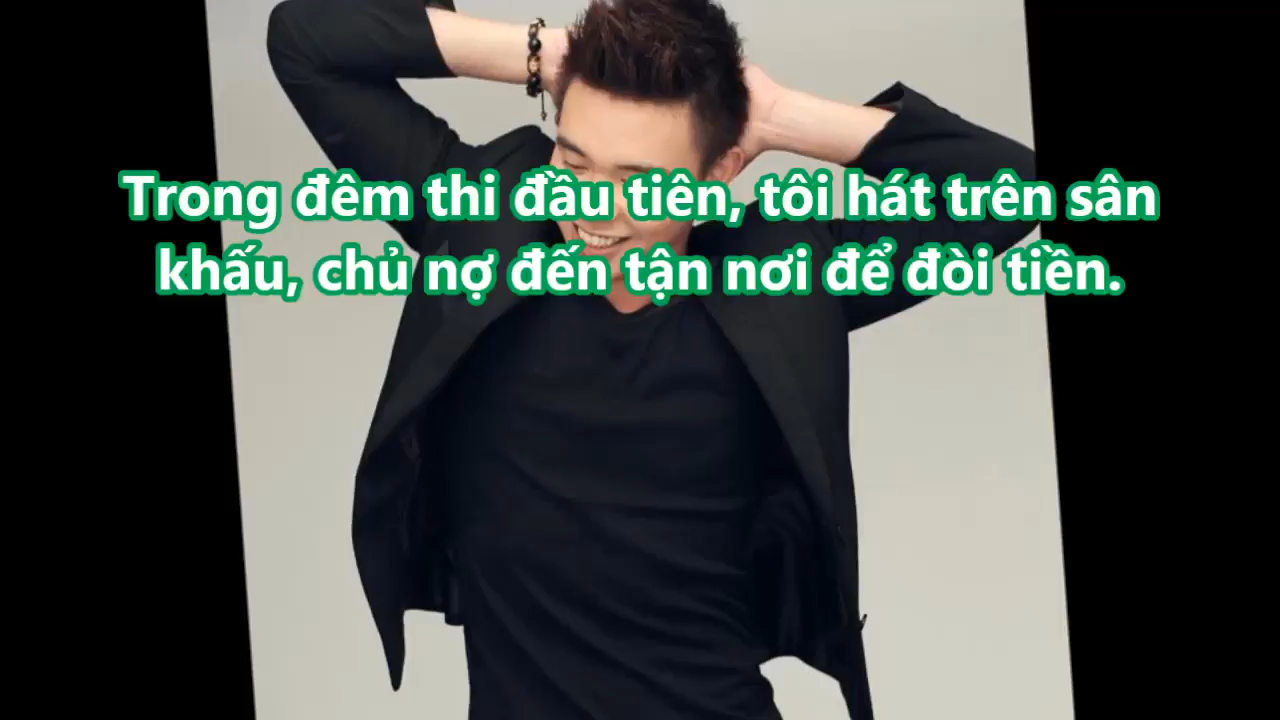 Trong đêm thi đầu tiên, tôi hát trên sân
khấu, chủ nợ đến tận nơi để đòi tiền.